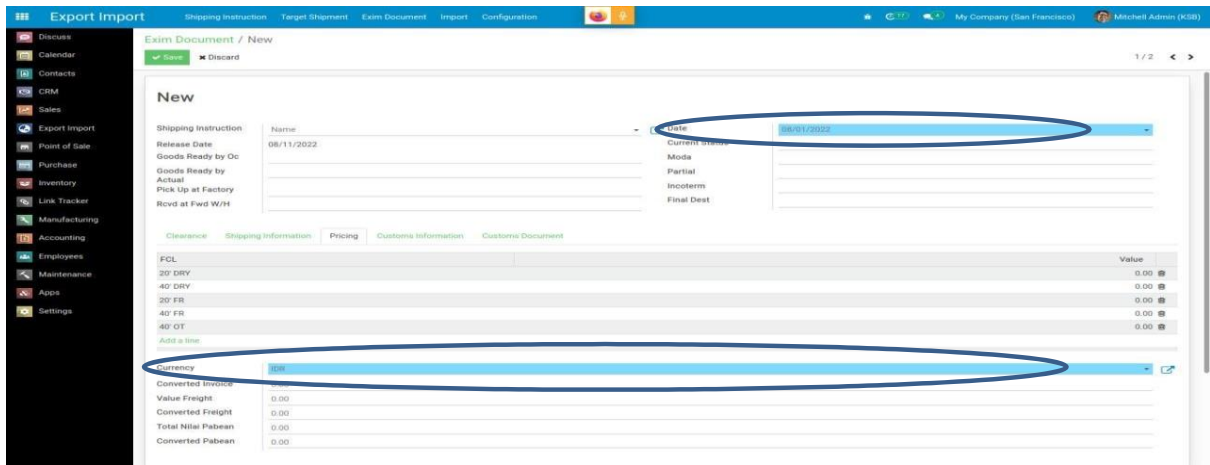 Export Import Shipping Instruction Target Shipment Exim Document Import Configuration My Company (San Francisco) Mitchell Admin (KSB)
Discuss
Calendar
Contacts
CRM
Sales
Export Import
Point of Sale
Purchase
Inventory
Link Tracker
Manufacturing
Accounting
Employees
Maintenance
Apps
Settings
Exim Document / New
Save Discard 1 / 2
New
Shipping Instruction Name Date 08/01/2022
Release Date 08/11/2022 Current Status
Goods Ready by Oc Moda
Goods Ready by Actual Partial
Pick Up at Factory Incoterm
Rcvd at Fwd W/H Final Dest
Clearance Shipping Information Pricing Customs Information Customs Document
FCL Value
20' DRY 0.00
40' DRY 0.00
20' FR 0.00
40' FR 0.00
40' OT 0.00
Add a line
Currency
Converted Invoice
Value Freight 0.00
Converted Freight 0.00
Total Nilai Pabean 0.00
Converted Pabean 0.00